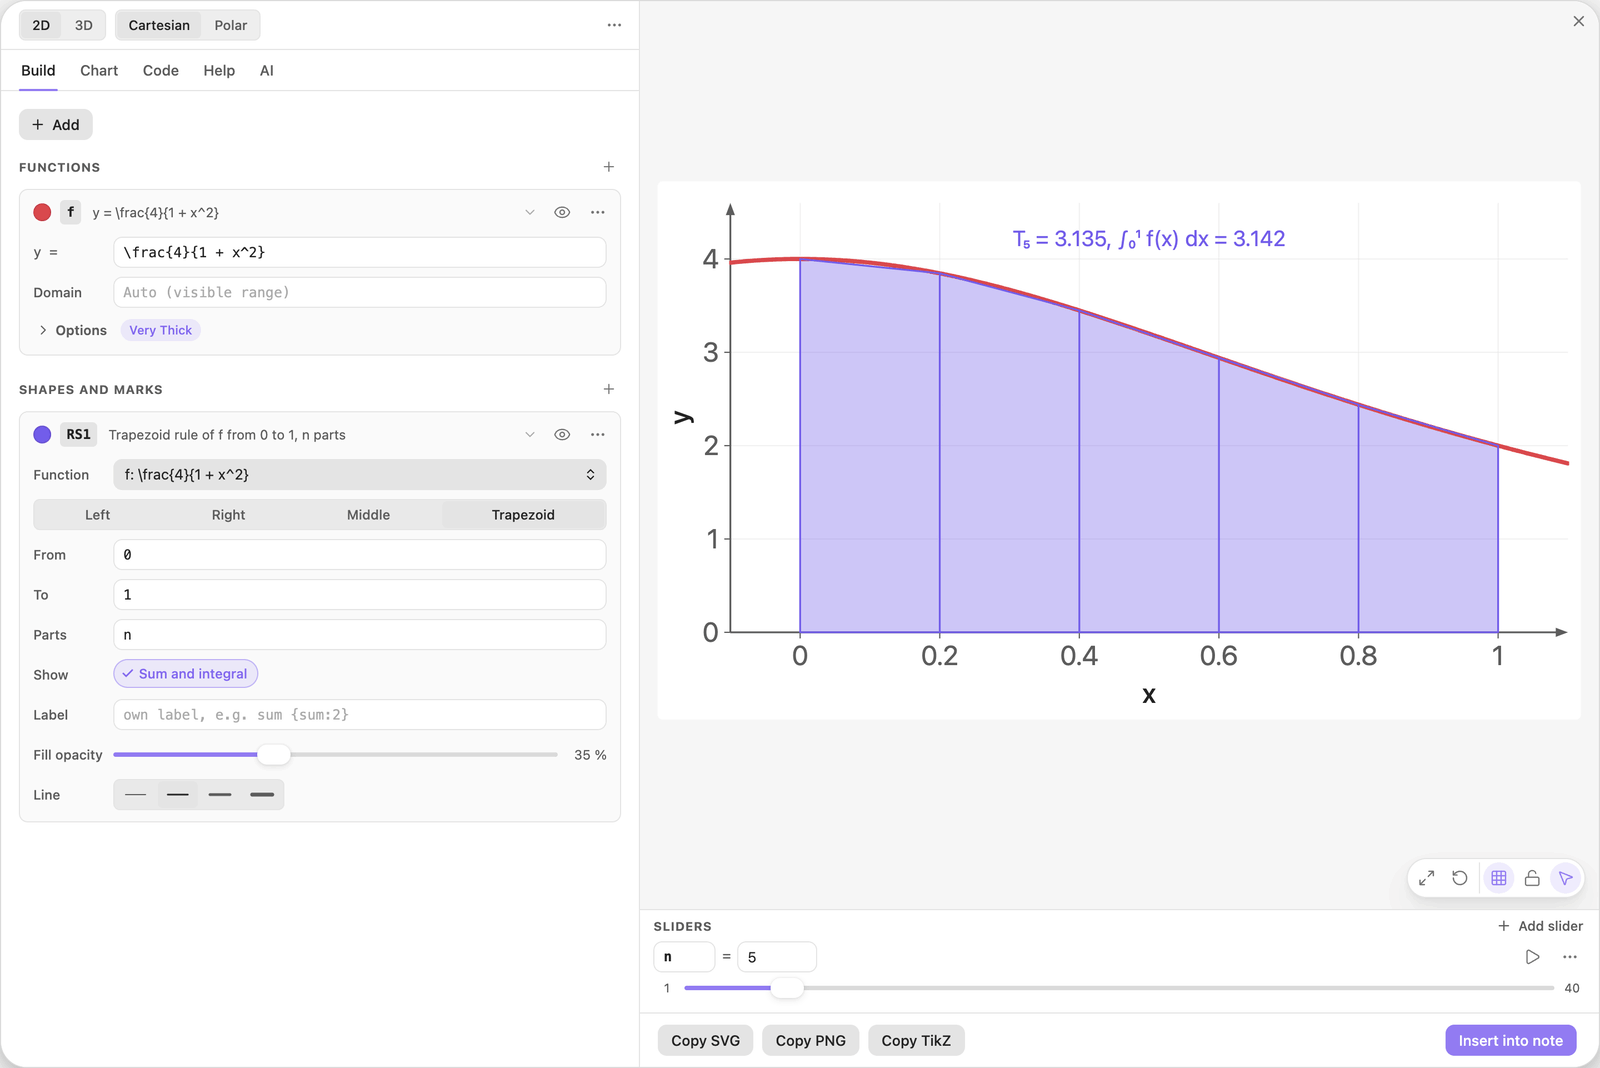 2D 3D Cartesian Polar
Build Chart Code Help AI
+ Add
FUNCTIONS
f y = \frac{4}{1 + x^2}
y = \frac{4}{1 + x^2}
Domain Auto (visible range)
Options Very Thick
SHAPES AND MARKS
RS1 Trapezoid rule of f from 0 to 1, n parts
Function f: \frac{4}{1 + x^2}
Left Right Middle Trapezoid
From 0
To 1
Parts n
Show Sum and integral
Label own label, e.g. sum {sum:2}
Fill opacity 35 %
Line
T₅ = 3.135, ∫₀¹ f(x) dx = 3.142
4
3
y
2
1
0
0 0.2 0.4 0.6 0.8 1
x
SLIDERS + Add slider
n = 5
1 40
Copy SVG Copy PNG Copy TikZ Insert into note